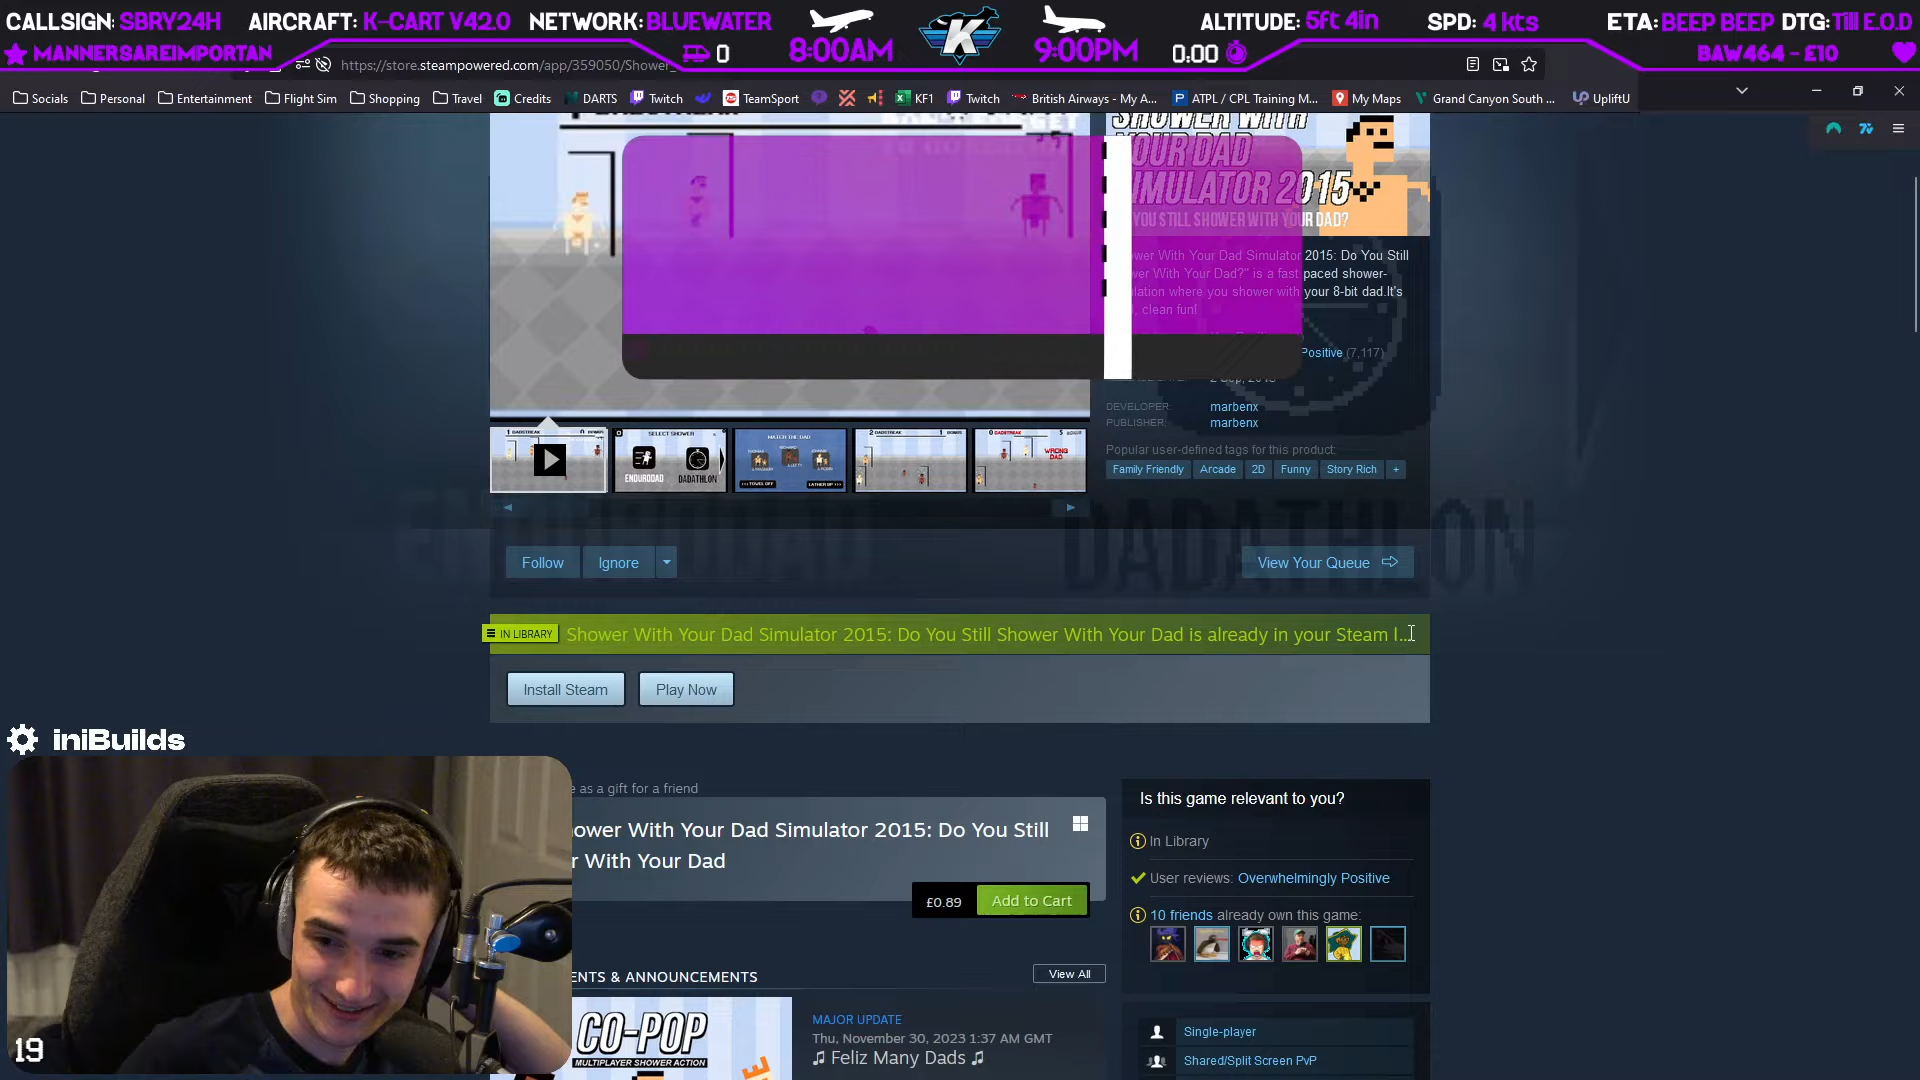 CALLSIGN: SBRY24H
AIRCRAFT: K-CART V42.0
NETWORK: BLUEWATER
ALTITUDE: 5ft 4in
SPD: 4 kts
ETA: BEEP BEEP DTG: Till E.O.D
MANNERSAREIMPORTAN
0
8:00AM
K
9:00PM
0:00
BAW464 - £10
https://store.steampowered.com/app/359050/Shower_
Socials
Personal
Entertainment
Flight Sim
Shopping
Travel
Credits
DARTS
Twitch
TeamSport
KF1
Twitch
British Airways - My A...
ATPL / CPL Training M...
My Maps
Grand Canyon South ...
UpliftU
SHOWER WITH
YOUR DAD
SIMULATOR 2015
YOU STILL SHOWER WITH YOUR DAD?
wer With Your Dad Simulator 2015: Do You Still
wer With Your Dad?" is a fast paced shower-
lation where you shower with your 8-bit dad.It's
, clean fun!
Positive (7,117)
DEVELOPER: marbenx
PUBLISHER: marbenx
Popular user-defined tags for this product:
Family Friendly
Arcade
2D
Funny
Story Rich
+
SELECT SHOWER
ENDURODAD
DADATHLON
MATCH THE DAD
WRONG DAD
DADATHLON
Follow
Ignore
View Your Queue
IN LIBRARY
Shower With Your Dad Simulator 2015: Do You Still Shower With Your Dad is already in your Steam l...
Install Steam
Play Now
iniBuilds
e as a gift for a friend
ower With Your Dad Simulator 2015: Do You Still
r With Your Dad
£0.89
Add to Cart
Is this game relevant to you?
In Library
User reviews: Overwhelmingly Positive
10 friends already own this game:
ENTS & ANNOUNCEMENTS
View All
CO-POP
MULTIPLAYER SHOWER ACTION
MAJOR UPDATE
Thu, November 30, 2023 1:37 AM GMT
♫ Feliz Many Dads ♫
Single-player
Shared/Split Screen PvP
19